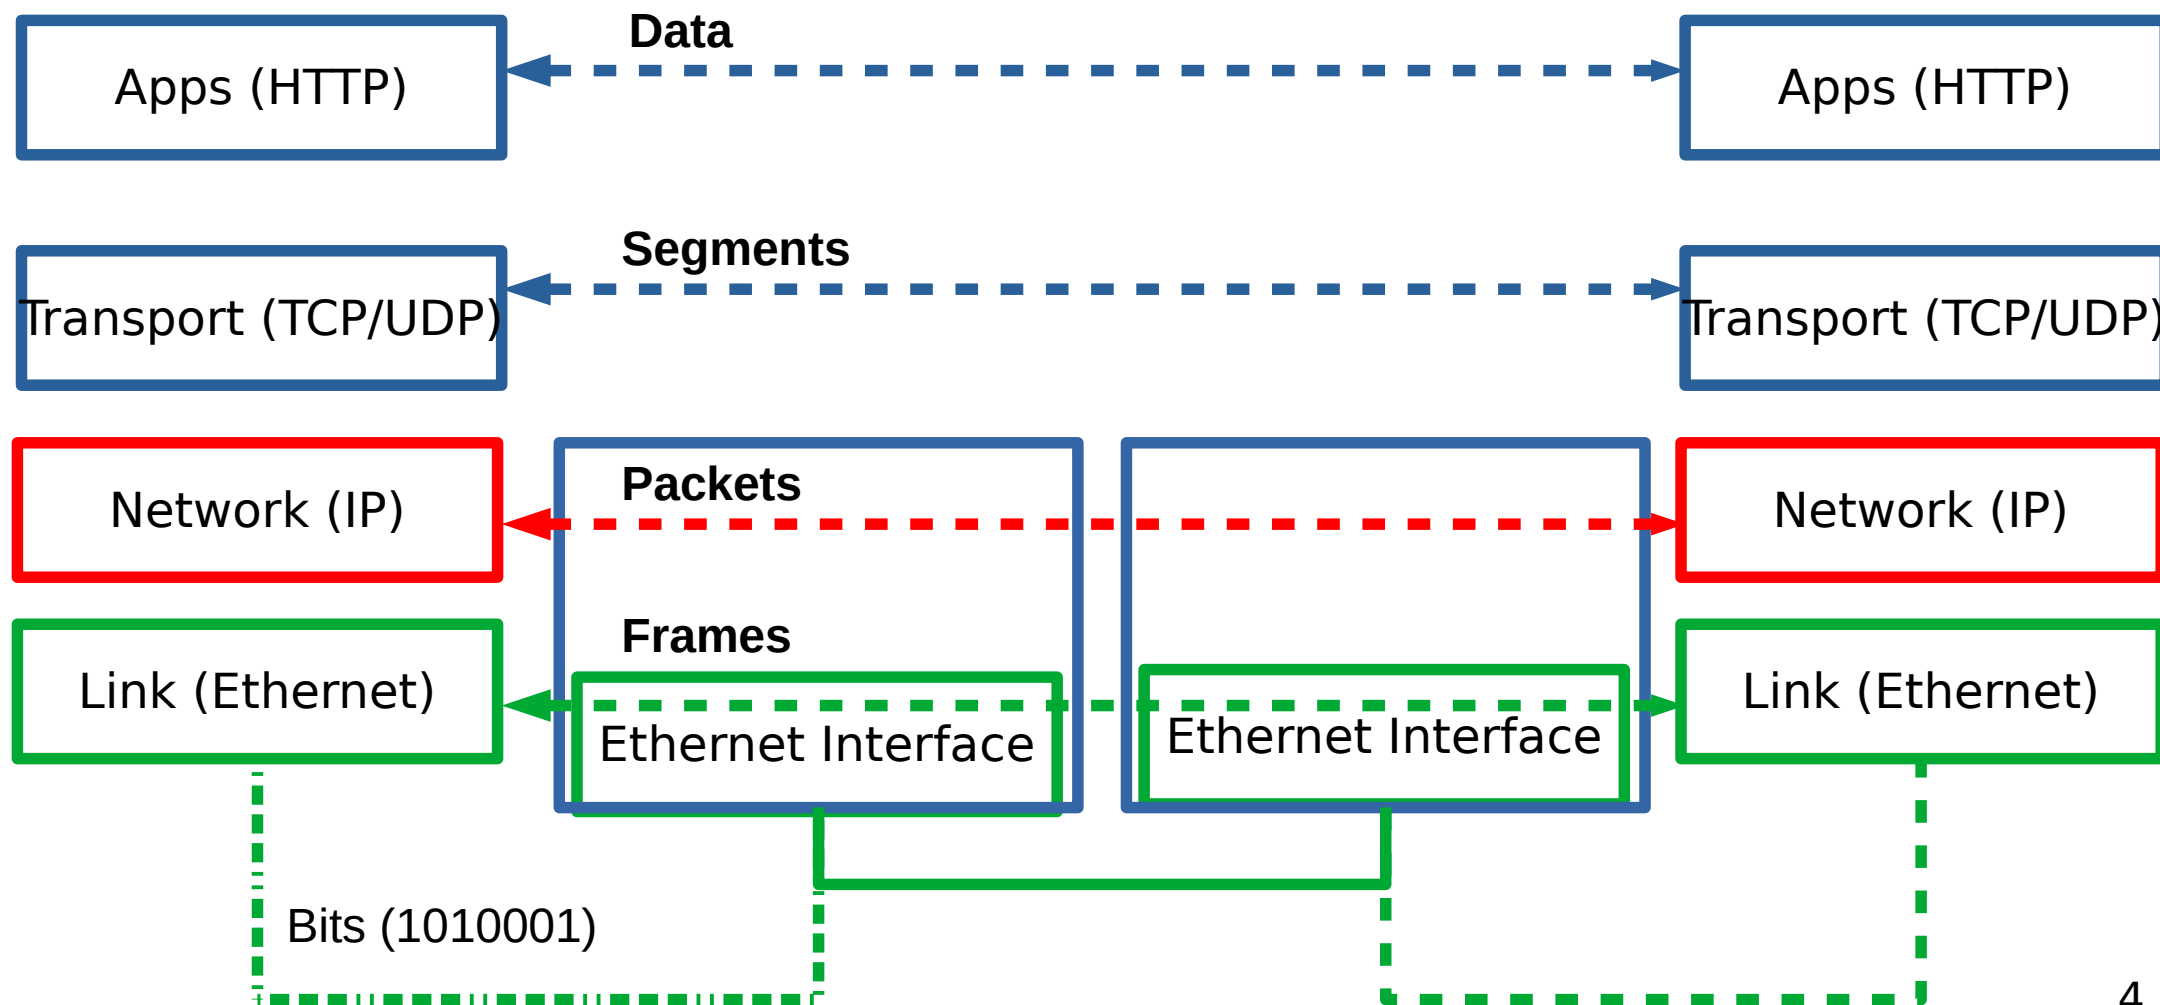 Data
Apps (HTTP)
Apps (HTTP)
Segments
Transport (TCP/UDP)
Transport (TCP/UDP)
Packets
Network (IP)
Network (IP)
Frames
Link (Ethernet)
Ethernet Interface
Ethernet Interface
Link (Ethernet)
Bits (1010001)
4